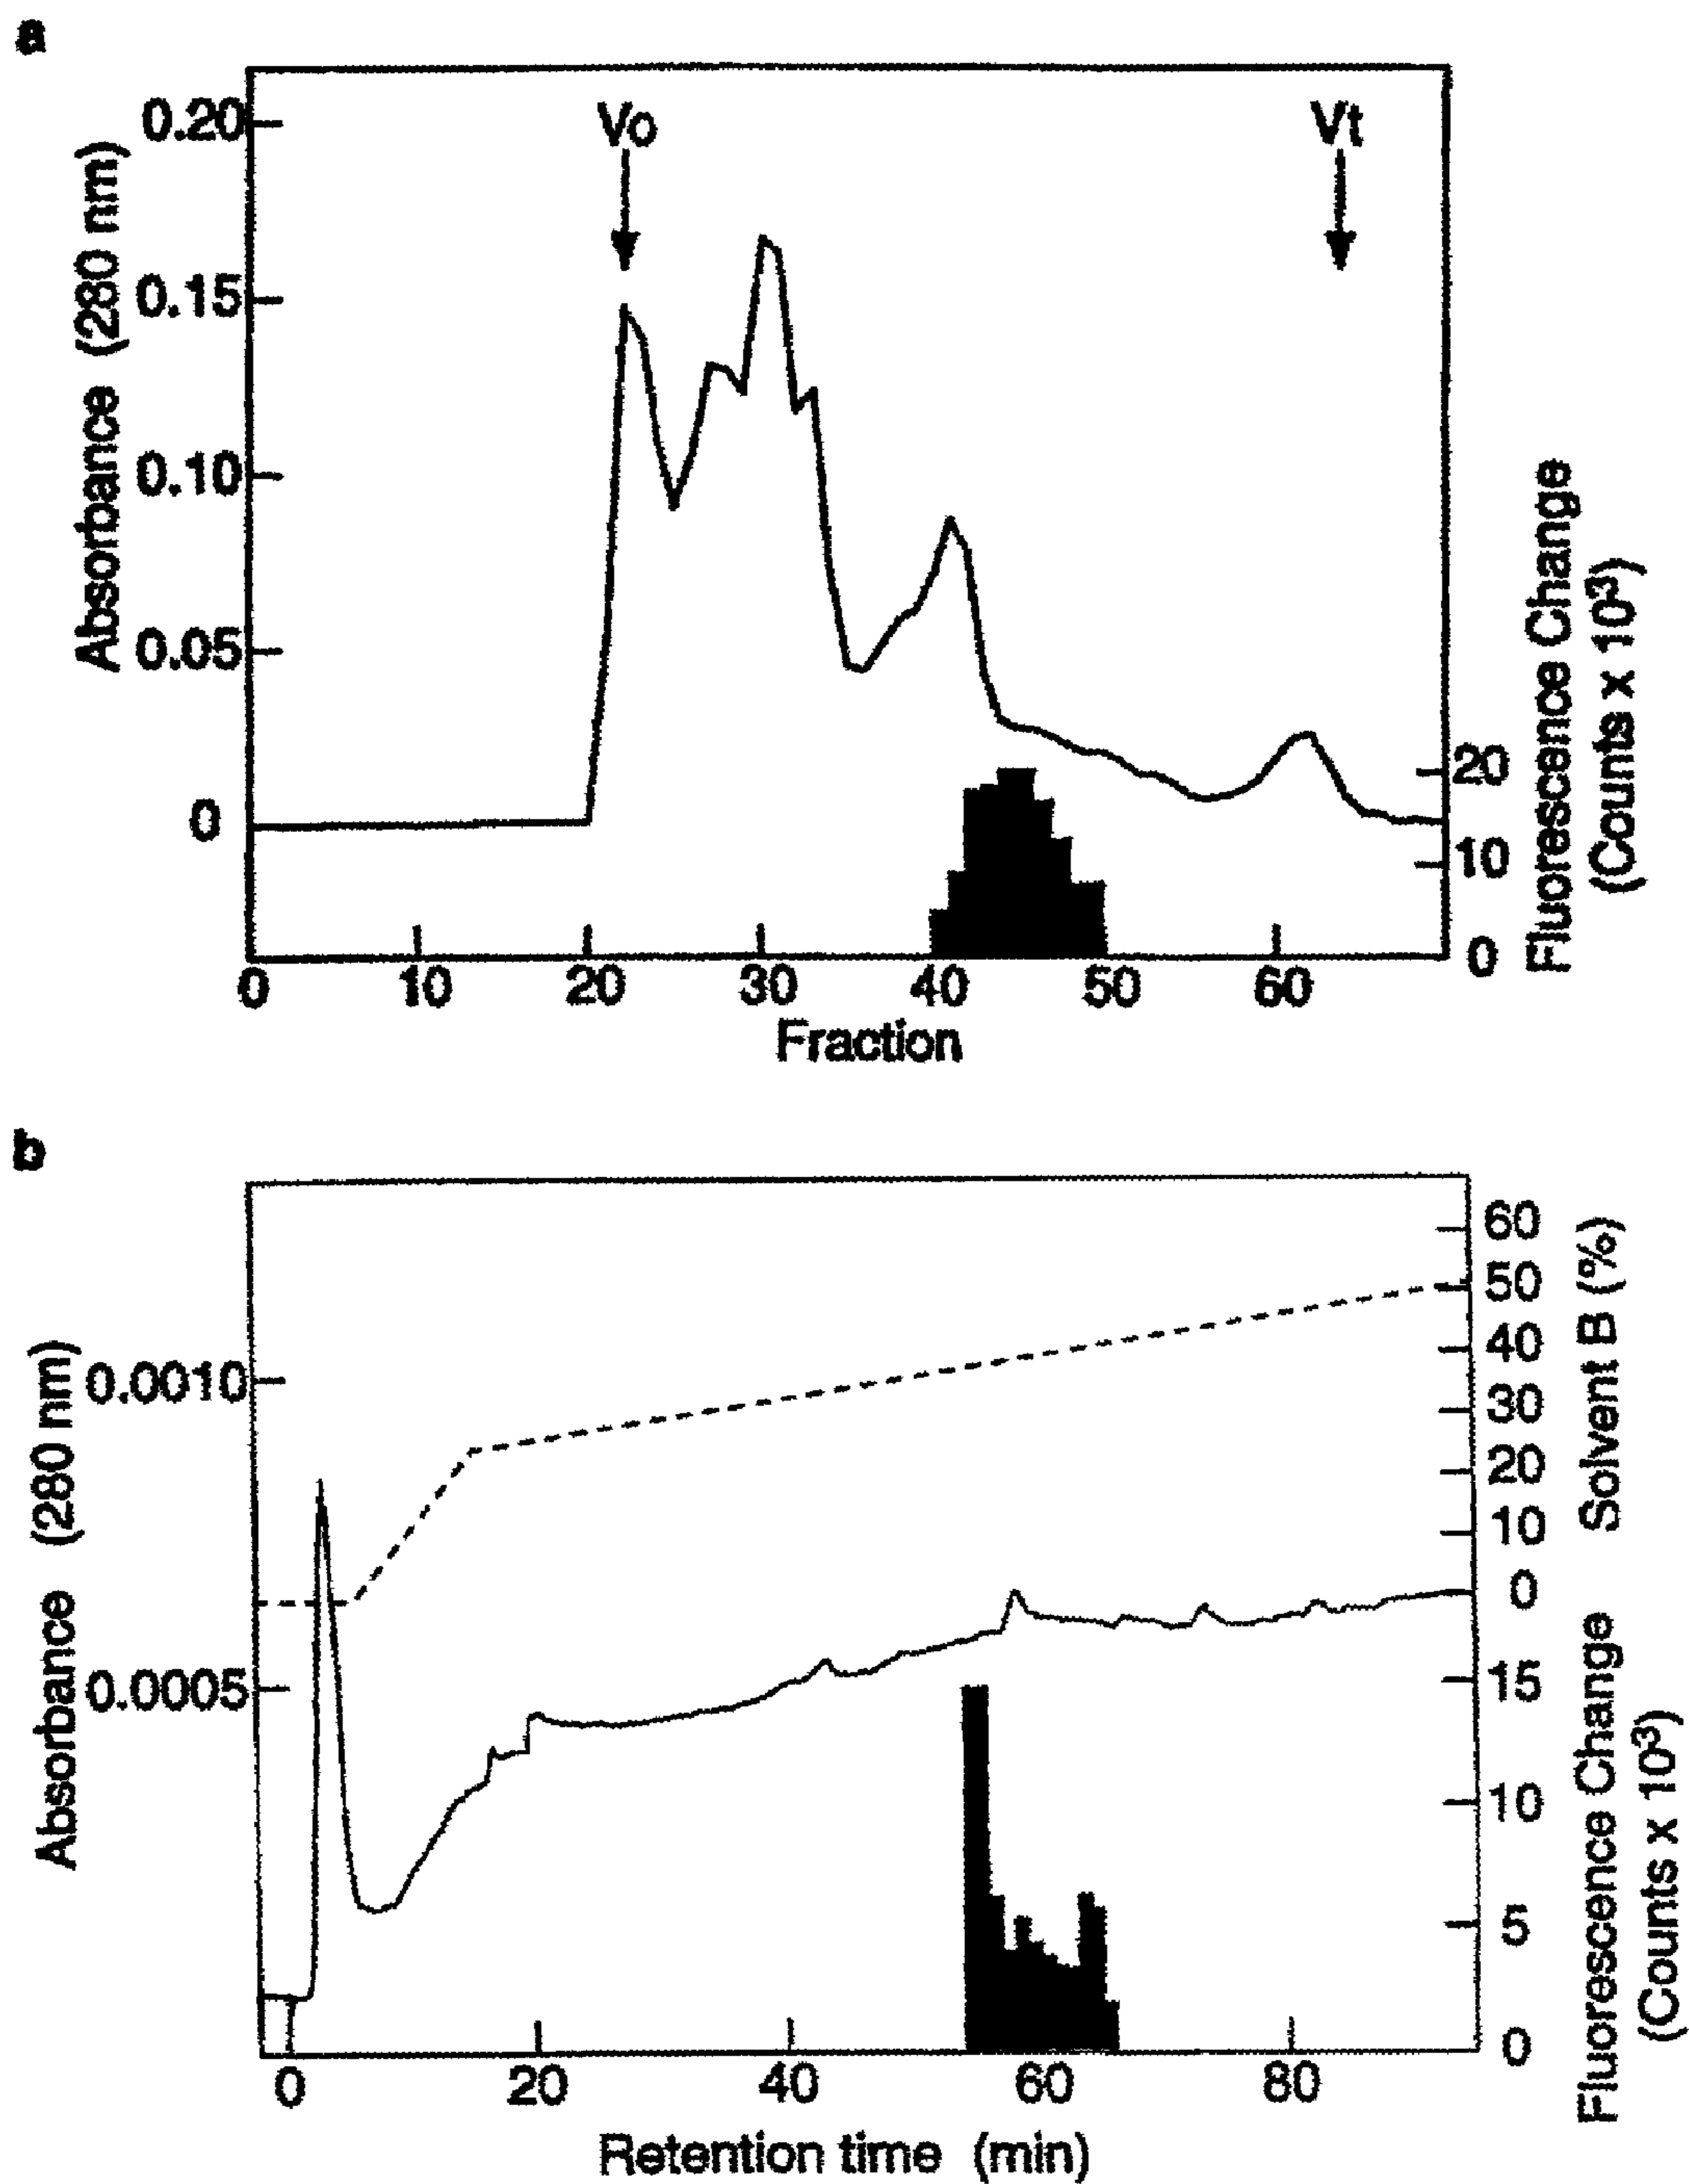 a
Vo
Vt
0.20
0.15
0.10
0.05
0
Absorbance (280 nm)
20
10
0
Fluorescence Change
(Counts x 10³)
0 10 20 30 40 50 60
Fraction
b
0.0010
0.0005
Absorbance (280 nm)
60
50
40
30
20
10
0
Solvent B (%)
15
10
5
0
Fluorescence Change
(Counts x 10³)
0 20 40 60 80
Retention time (min)